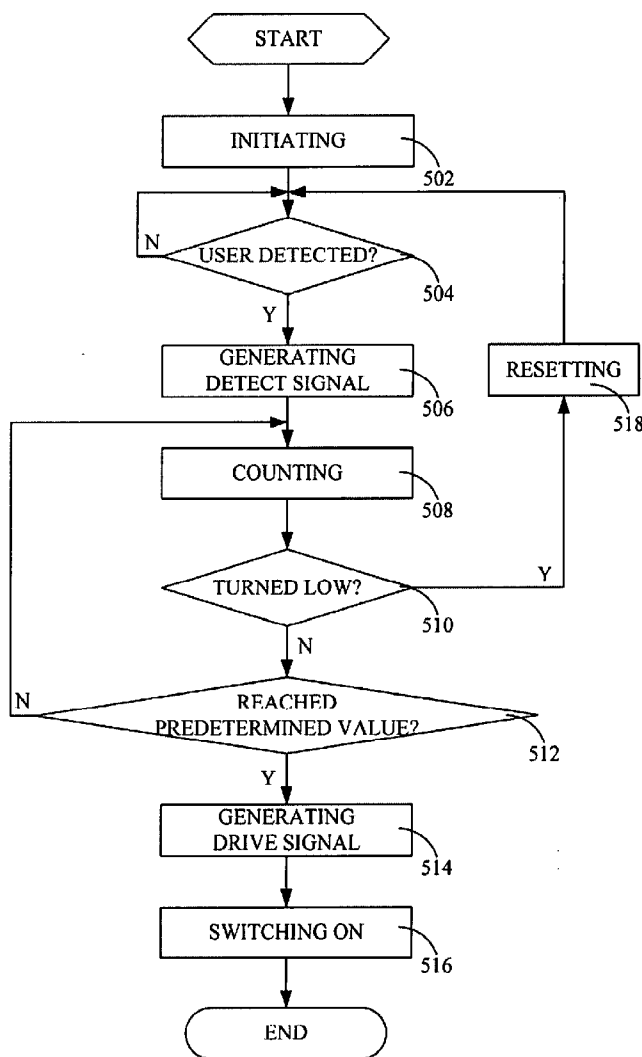 START
INITIATING
502
N
USER DETECTED?
504
Y
GENERATING
DETECT SIGNAL
506
RESETTING
518
COUNTING
508
TURNED LOW?
Y
510
N
N
REACHED
PREDETERMINED VALUE?
512
Y
GENERATING
DRIVE SIGNAL
514
SWITCHING ON
516
END